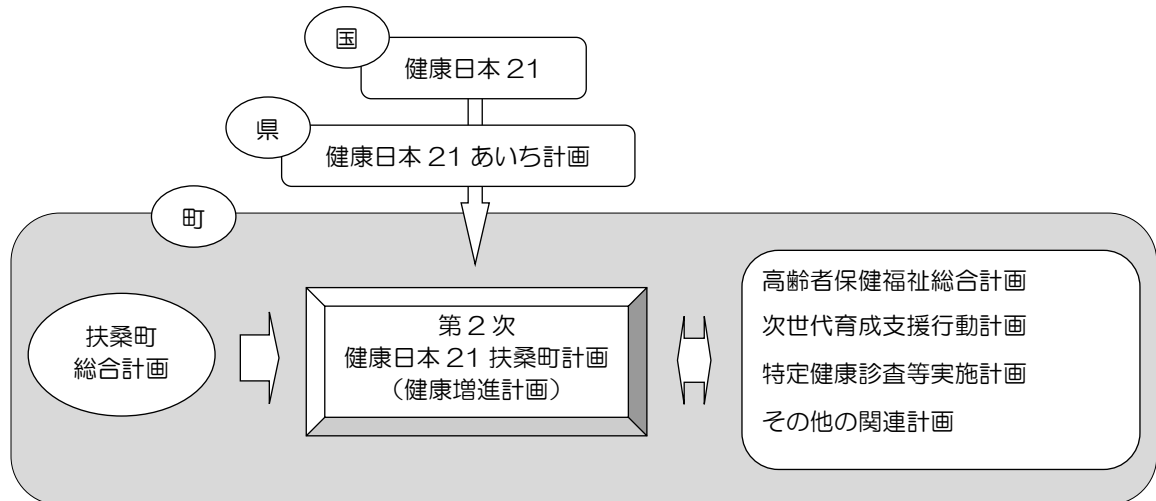 国
健康日本 21
県
健康日本 21 あいち計画
町
扶桑町
総合計画
第2次
健康日本 21 扶桑町計画
（健康増進計画）
高齢者保健福祉総合計画
次世代育成支援行動計画
特定健康診査等実施計画
その他の関連計画